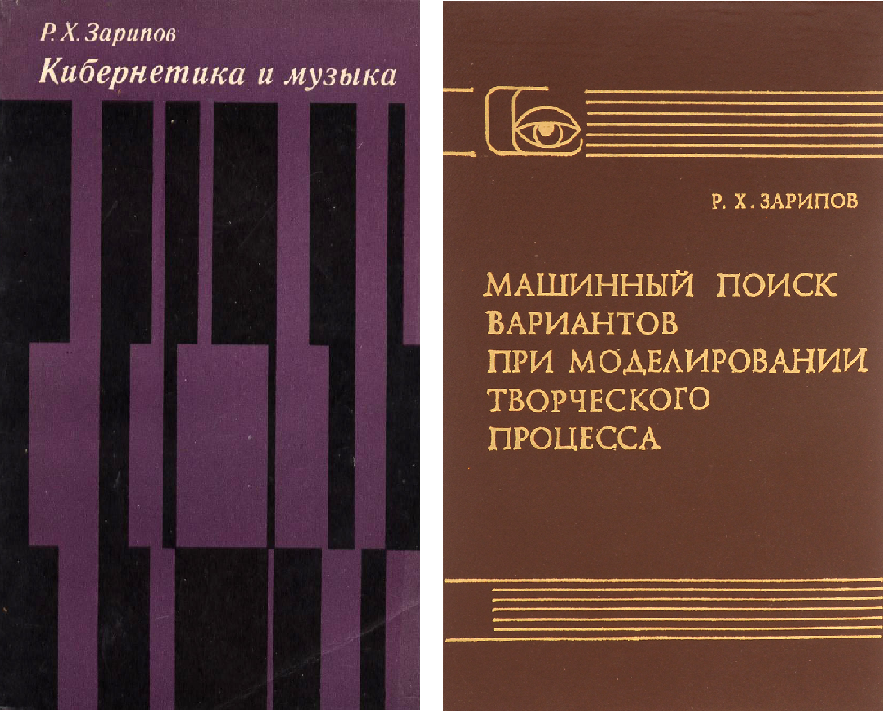 Р. Х. Зарипов
Кибернетика и музыка
Р. Х. ЗАРИПОВ
МАШИННЫЙ ПОИСК
ВАРИАНТОВ
ПРИ МОДЕЛИРОВАНИИ
ТВОРЧЕСКОГО
ПРОЦЕССА